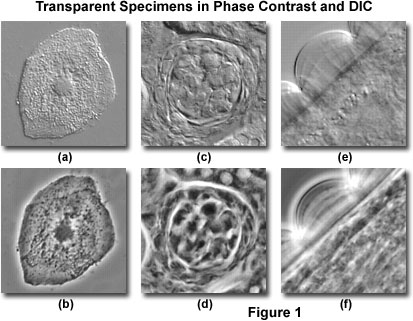 Transparent Specimens in Phase Contrast and DIC
(a)
(c)
(e)
(b)
(d)
(f)
Figure 1